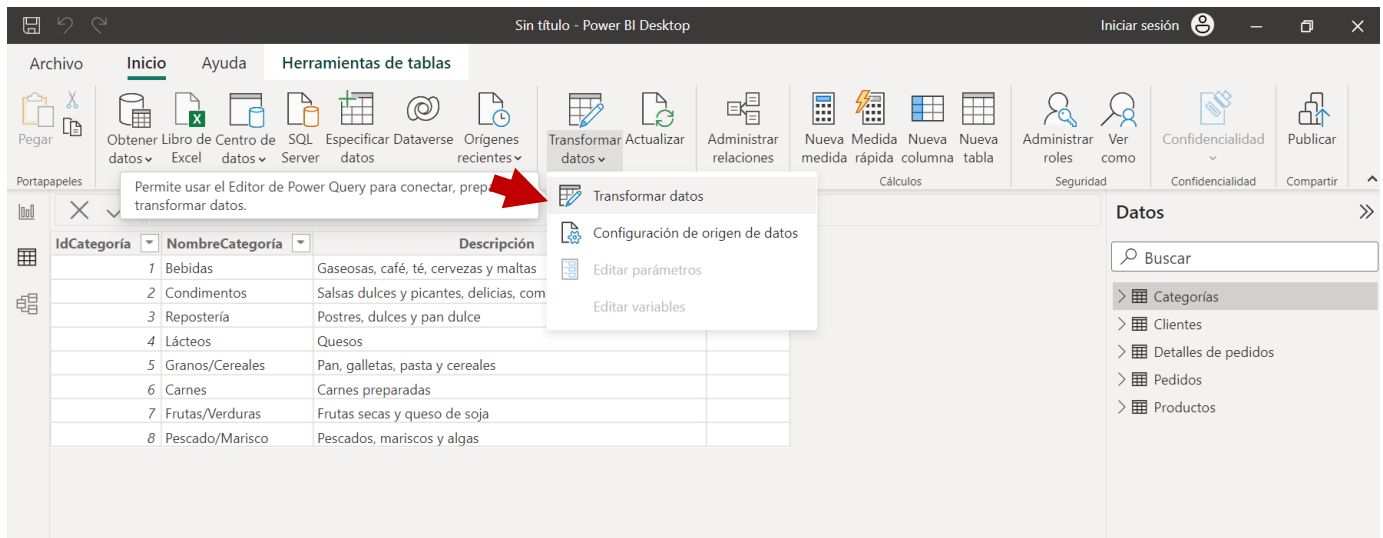 Sin título - Power BI Desktop
Iniciar sesión
Archivo Inicio Ayuda Herramientas de tablas
Pegar
Obtener datos
Libro de Excel
Centro de datos
SQL Server
Especificar datos
Dataverse
Orígenes recientes
Transformar datos
Actualizar
Administrar relaciones
Nueva medida
Medida rápida
Nueva columna
Nueva tabla
Administrar roles
Ver como
Confidencialidad
Publicar
Portapapeles
Cálculos
Seguridad
Confidencialidad
Compartir
Permite usar el Editor de Power Query para conectar,
transformar datos.
Transformar datos
Configuración de origen de datos
Editar parámetros
Editar variables
IdCategoría NombreCategoría Descripción
1 Bebidas Gaseosas, café, té, cervezas y maltas
2 Condimentos Salsas dulces y picantes, delicias, com
3 Repostería Postres, dulces y pan dulce
4 Lácteos Quesos
5 Granos/Cereales Pan, galletas, pasta y cereales
6 Carnes Carnes preparadas
7 Frutas/Verduras Frutas secas y queso de soja
8 Pescado/Marisco Pescados, mariscos y algas
Datos
Buscar
Categorías
Clientes
Detalles de pedidos
Pedidos
Productos